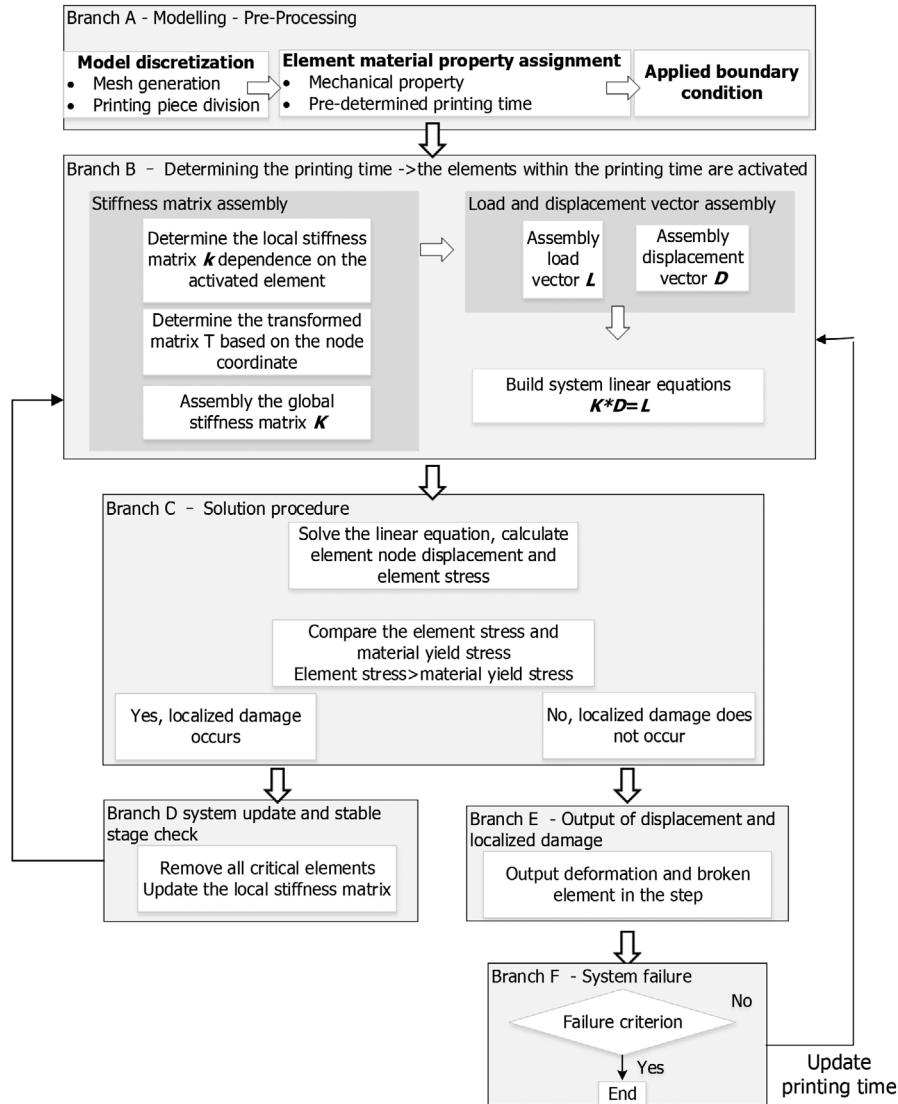 Branch A - Modelling - Pre-Processing
Model discretization
• Mesh generation
• Printing piece division
Element material property assignment
• Mechanical property
• Pre-determined printing time
Applied boundary
condition
Branch B – Determining the printing time ->the elements within the printing time are activated
Stiffness matrix assembly
Determine the local stiffness
matrix k dependence on the
activated element
Determine the transformed
matrix T based on the node
coordinate
Assembly the global
stiffness matrix K
Load and displacement vector assembly
Assembly
load
vector L
Assembly
displacement
vector D
Build system linear equations
K*D=L
Branch C – Solution procedure
Solve the linear equation, calculate
element node displacement and
element stress
Compare the element stress and
material yield stress
Element stress>material yield stress
Yes, localized damage
occurs
No, localized damage does
not occur
Branch D system update and stable
stage check
Remove all critical elements
Update the local stiffness matrix
Branch E - Output of displacement and
localized damage
Output deformation and broken
element in the step
Branch F - System failure
No
Failure criterion
Yes
End
Update
printing time